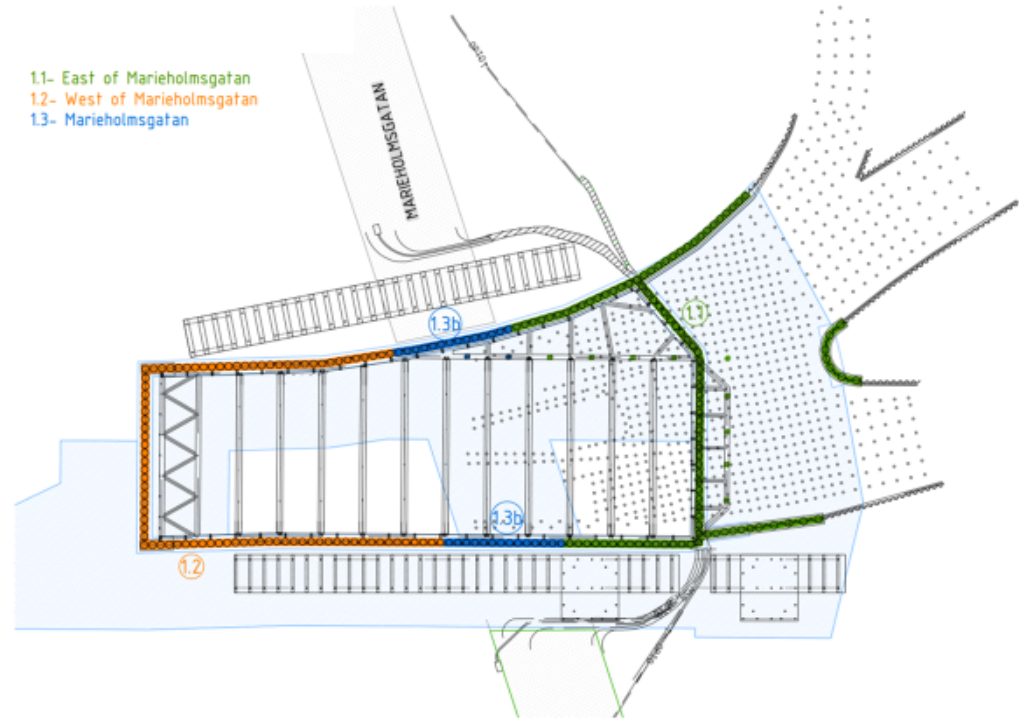 1.1- East of Marieholmsgatan
1.2- West of Marieholmsgatan
1.3- Marieholmsgatan
MARIEHOLMSGATAN
1.3b
1.1
1.3b
1.2